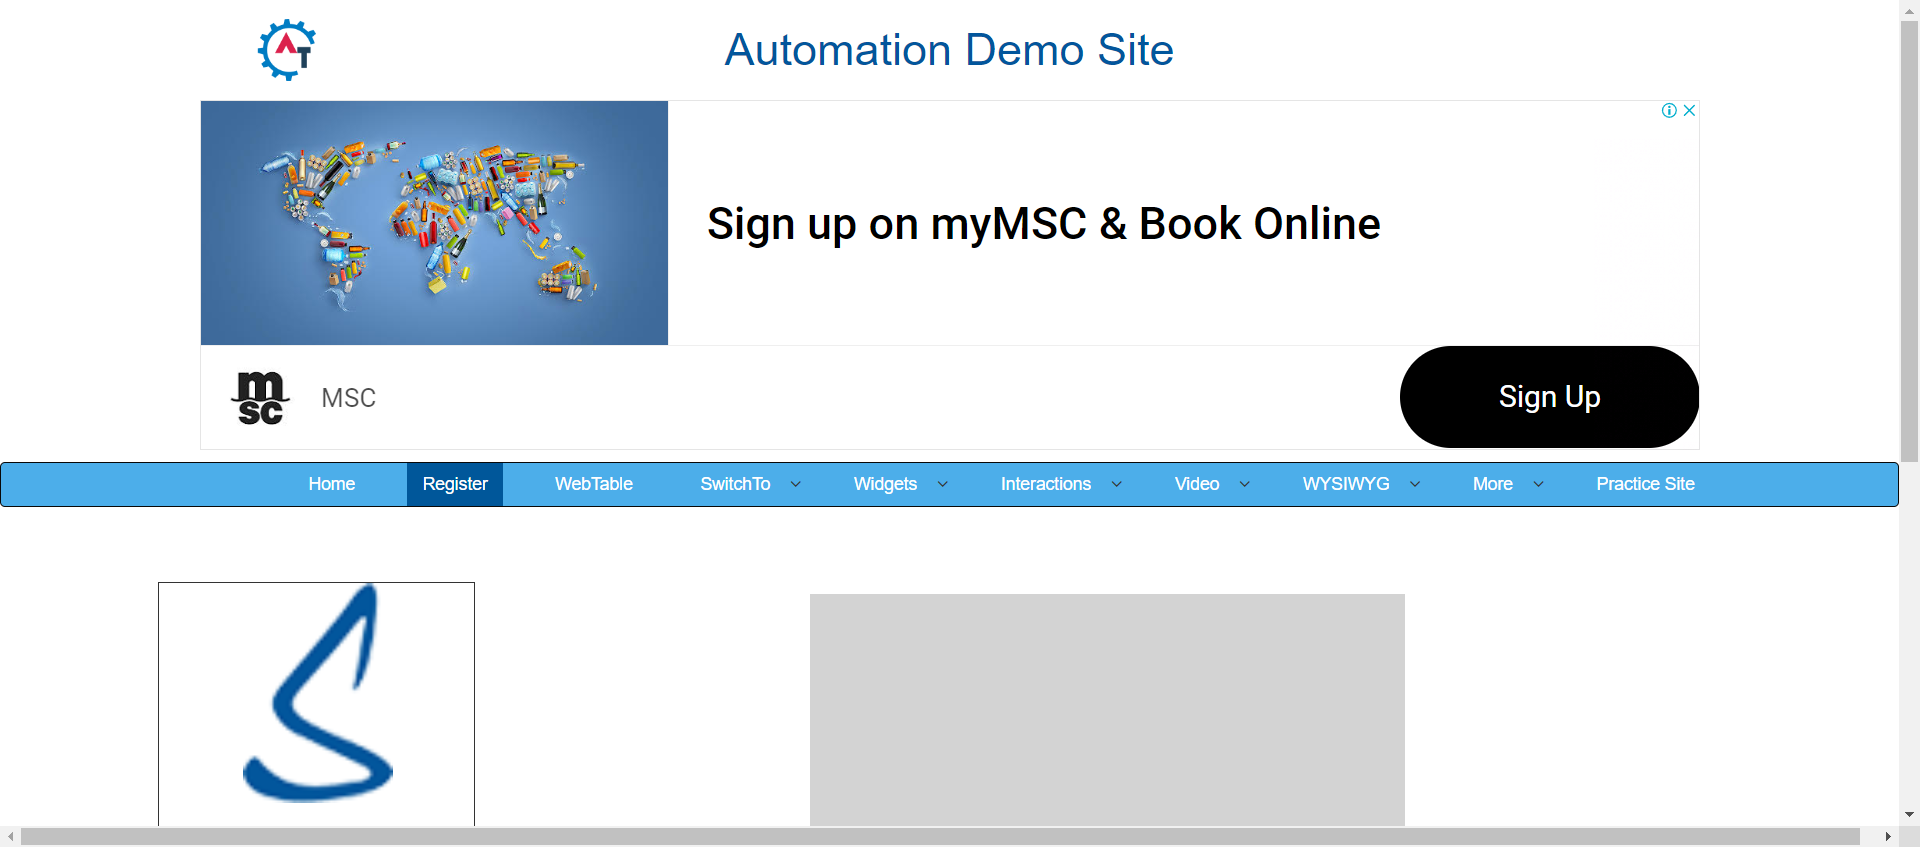 AT
Automation Demo Site
Sign up on myMSC & Book Online
msc
MSC
Sign Up
Home Register WebTable SwitchTo Widgets Interactions Video WYSIWYG More Practice Site